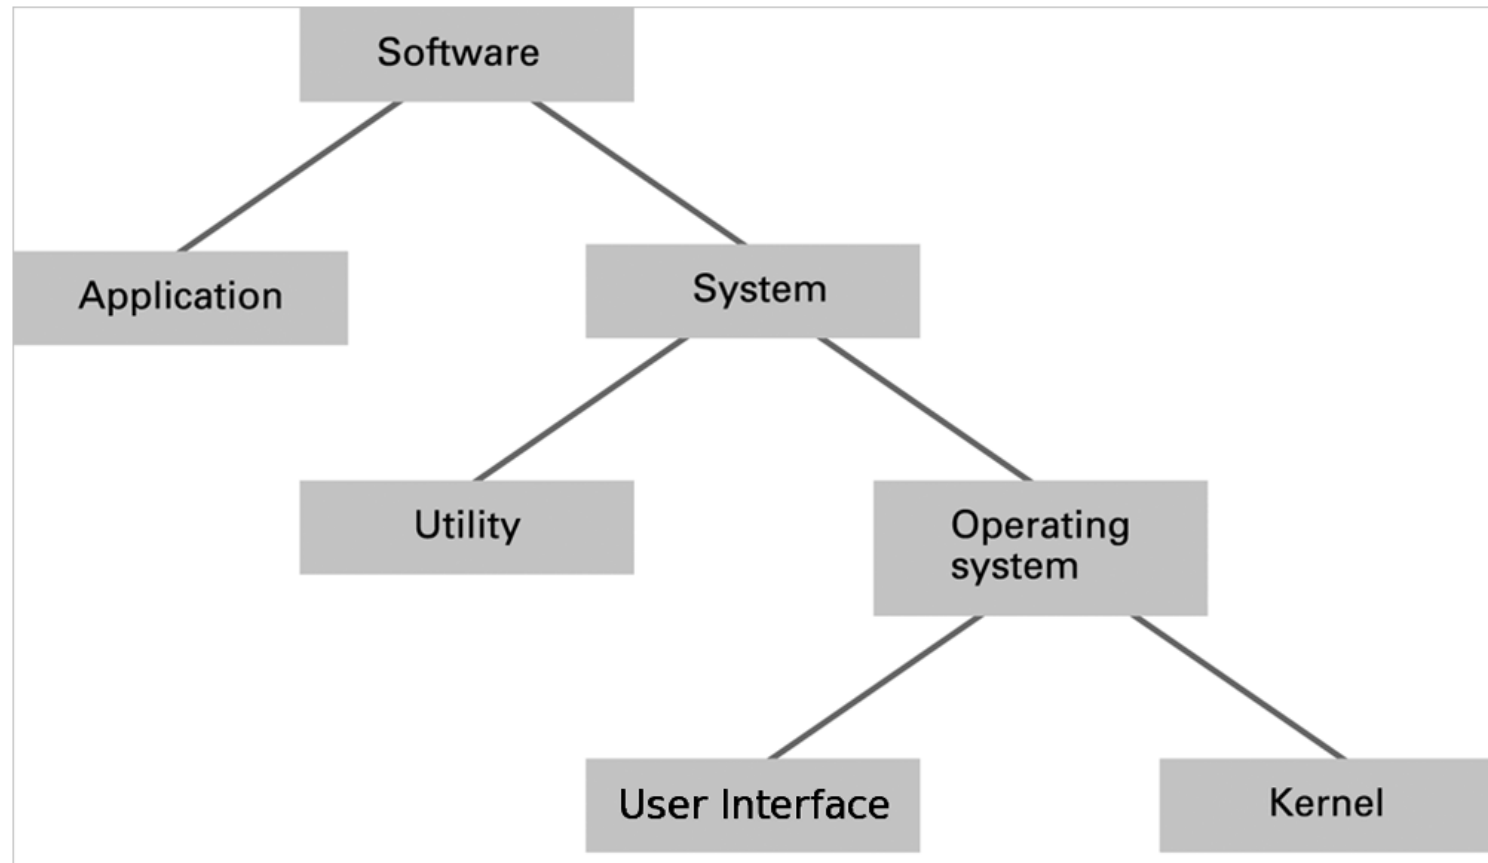 Software
Application
System
Utility
Operating
system
User Interface
Kernel